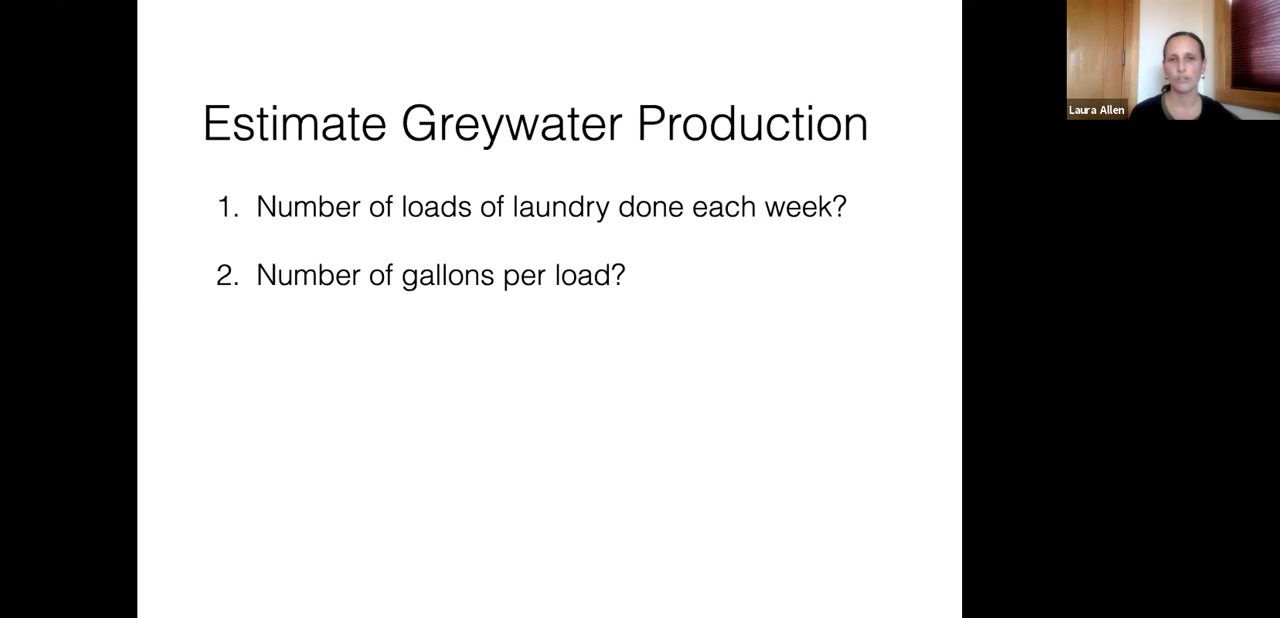 Estimate Greywater Production
1. Number of loads of laundry done each week?
2. Number of gallons per load?
Laura Allen